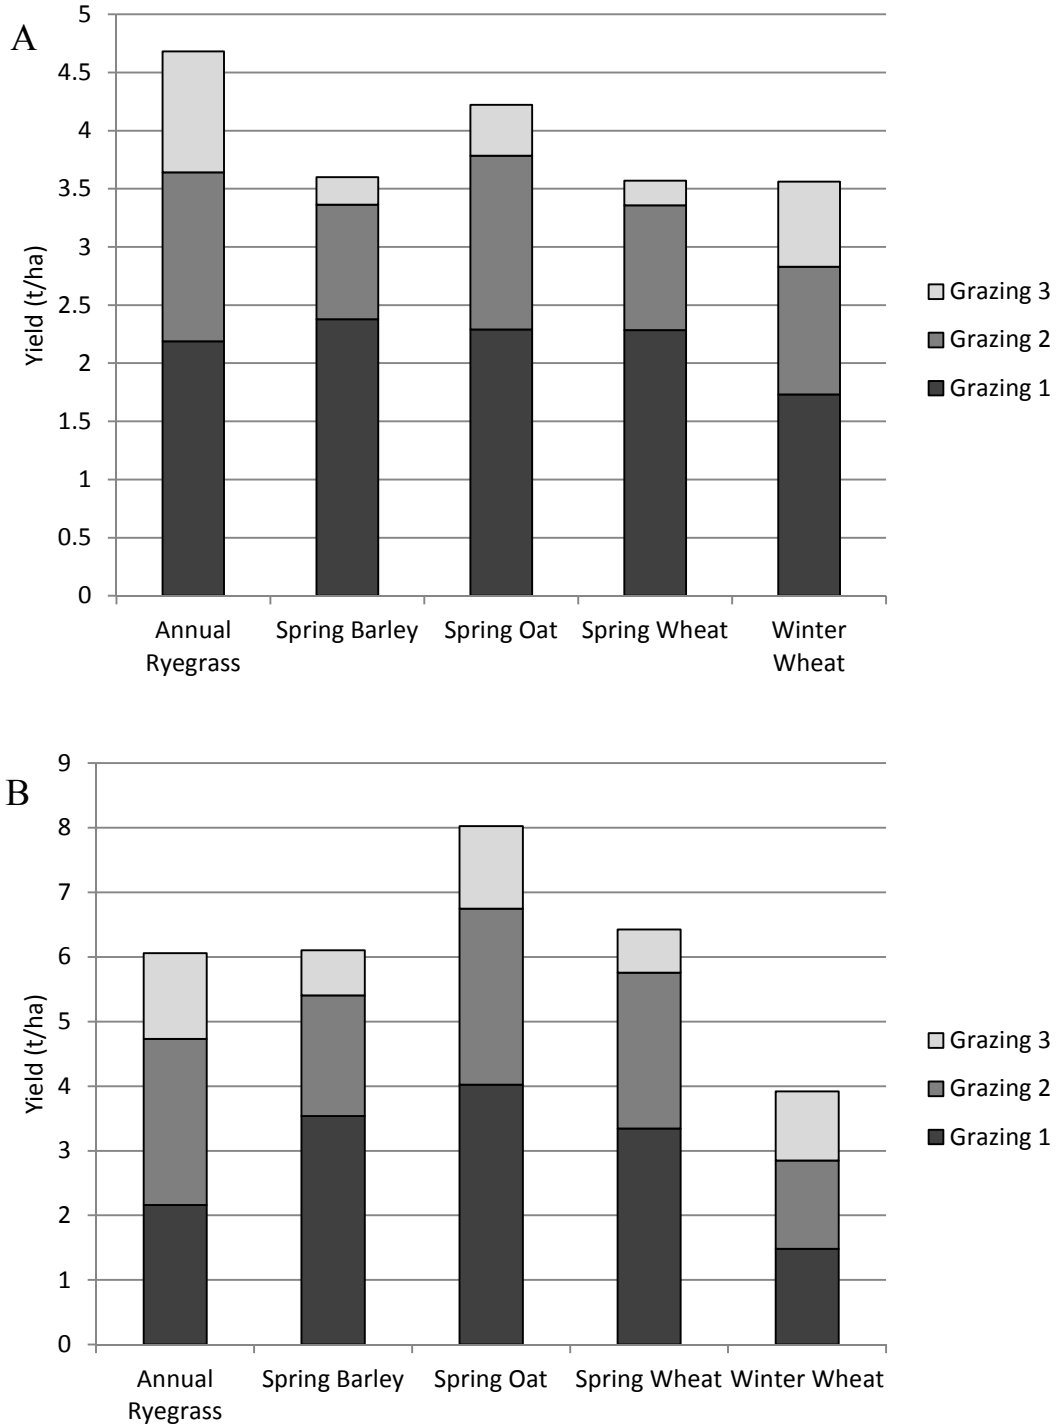 A
5
4.5
4
3.5
3
2.5
2
1.5
1
0.5
0
Yield (t/ha)
Annual
Ryegrass
Spring Barley
Spring Oat
Spring Wheat
Winter
Wheat
Grazing 3
Grazing 2
Grazing 1
B
9
8
7
6
5
4
3
2
1
0
Yield (t/ha)
Annual
Ryegrass
Spring Barley
Spring Oat
Spring Wheat
Winter Wheat
Grazing 3
Grazing 2
Grazing 1